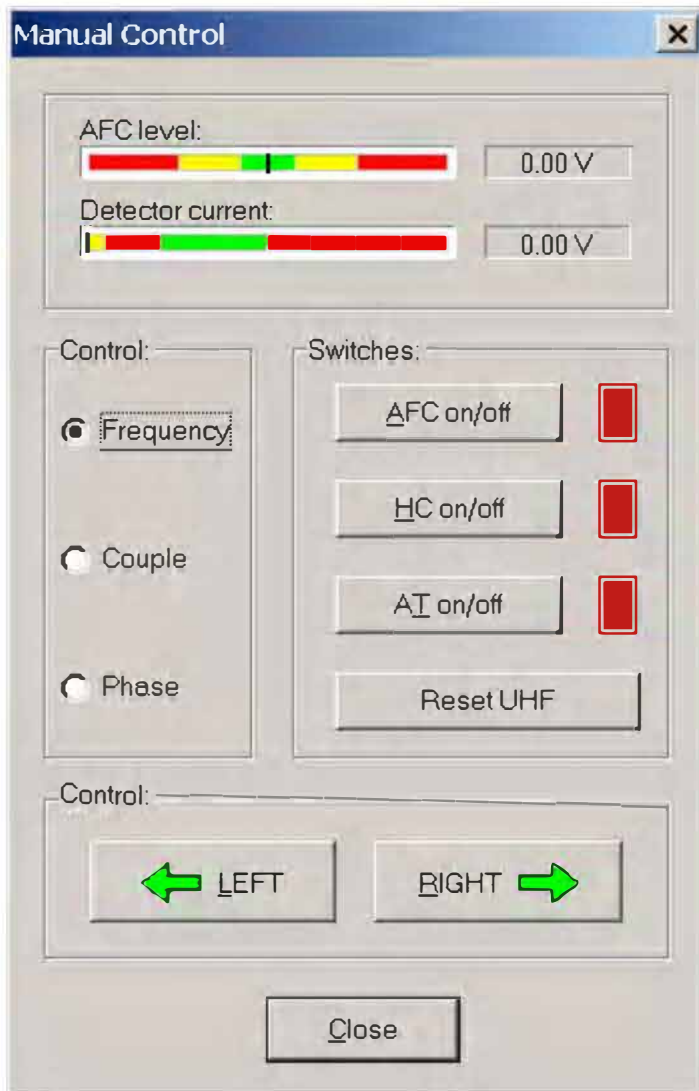 Manual Control
AFC level:
0.00 V
Detector current:
0.00 V
Control:
Frequency
Couple
Phase
Switches:
AFC on/off
HC on/off
AT on/off
Reset UHF
Control:
LEFT
RIGHT
Close